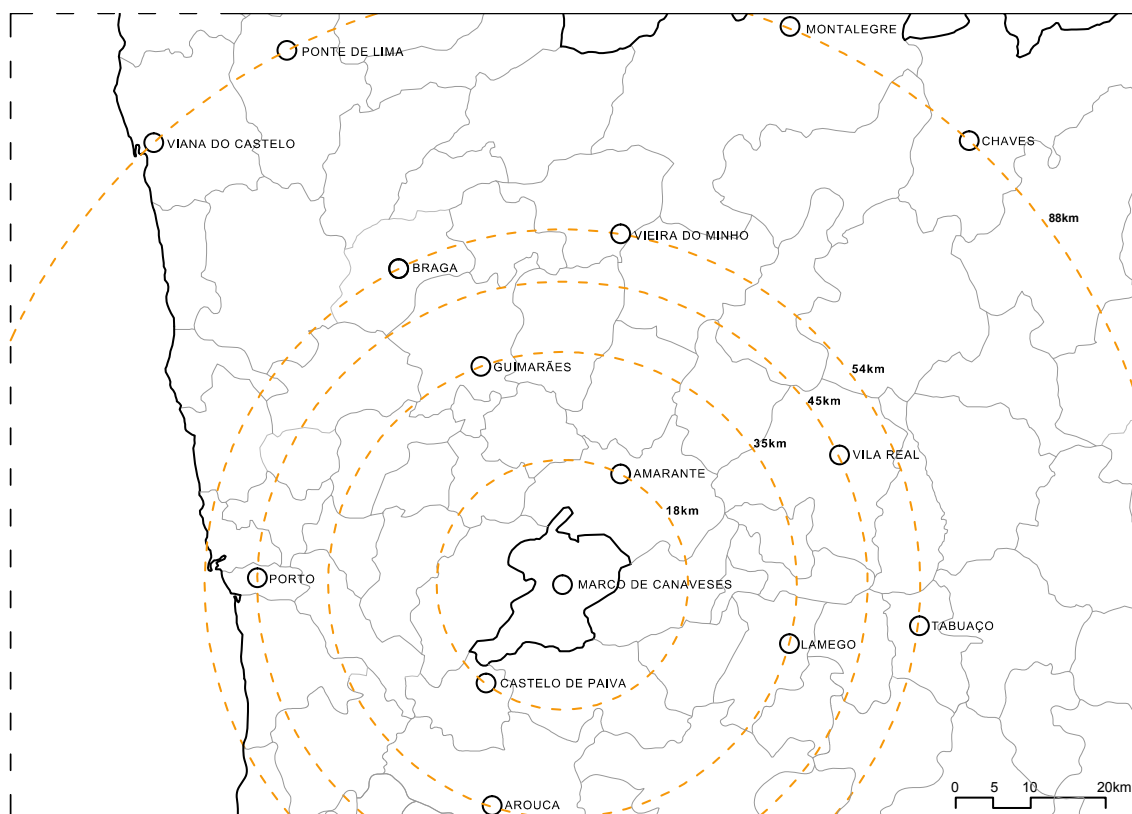 MONTALEGRE
PONTE DE LIMA
VIANA DO CASTELO
CHAVES
88km
VIEIRA DO MINHO
BRAGA
GUIMARÃES
54km
45km
35km
VILA REAL
AMARANTE
18km
PORTO
MARCO DE CANAVESES
TABUAÇO
LAMEGO
CASTELO DE PAIVA
0 5 10 20km
AROUCA